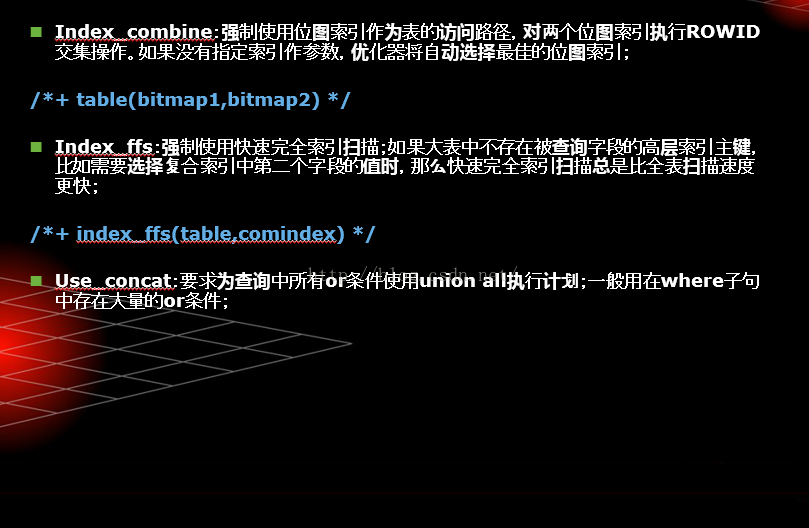 Index_combine:强制使用位图索引作为表的访问路径, 对两个位图索引执行ROWID
交集操作。如果没有指定索引作参数, 优化器将自动选择最佳的位图索引;
/*+ table(bitmap1,bitmap2) */
Index_ffs:强制使用快速完全索引扫描;如果大表中不存在被查询字段的高层索引主键,
比如需要选择复合索引中第二个字段的值时, 那么快速完全索引扫描总是比全表扫描速度
更快;
/*+ index_ffs(table,comindex) */
Use_concat:要求为查询中所有or条件使用union all执行计划;一般用在where子句
中存在大量的or条件;
http://blog.csdn.net/